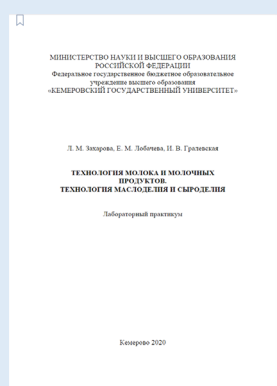 МИНИСТЕРСТВО НАУКИ И ВЫСШЕГО ОБРАЗОВАНИЯ
РОССИЙСКОЙ ФЕДЕРАЦИИ
Федеральное государственное бюджетное образовательное
учреждение высшего образования
«КЕМЕРОВСКИЙ ГОСУДАРСТВЕННЫЙ УНИВЕРСИТЕТ»
Л. М. Захарова, Е. М. Лобачева, И. В. Гралевская
ТЕХНОЛОГИЯ МОЛОКА И МОЛОЧНЫХ
ПРОДУКТОВ.
ТЕХНОЛОГИЯ МАСЛОДЕЛИЯ И СЫРОДЕЛИЯ
Лабораторный практикум
Кемерово 2020